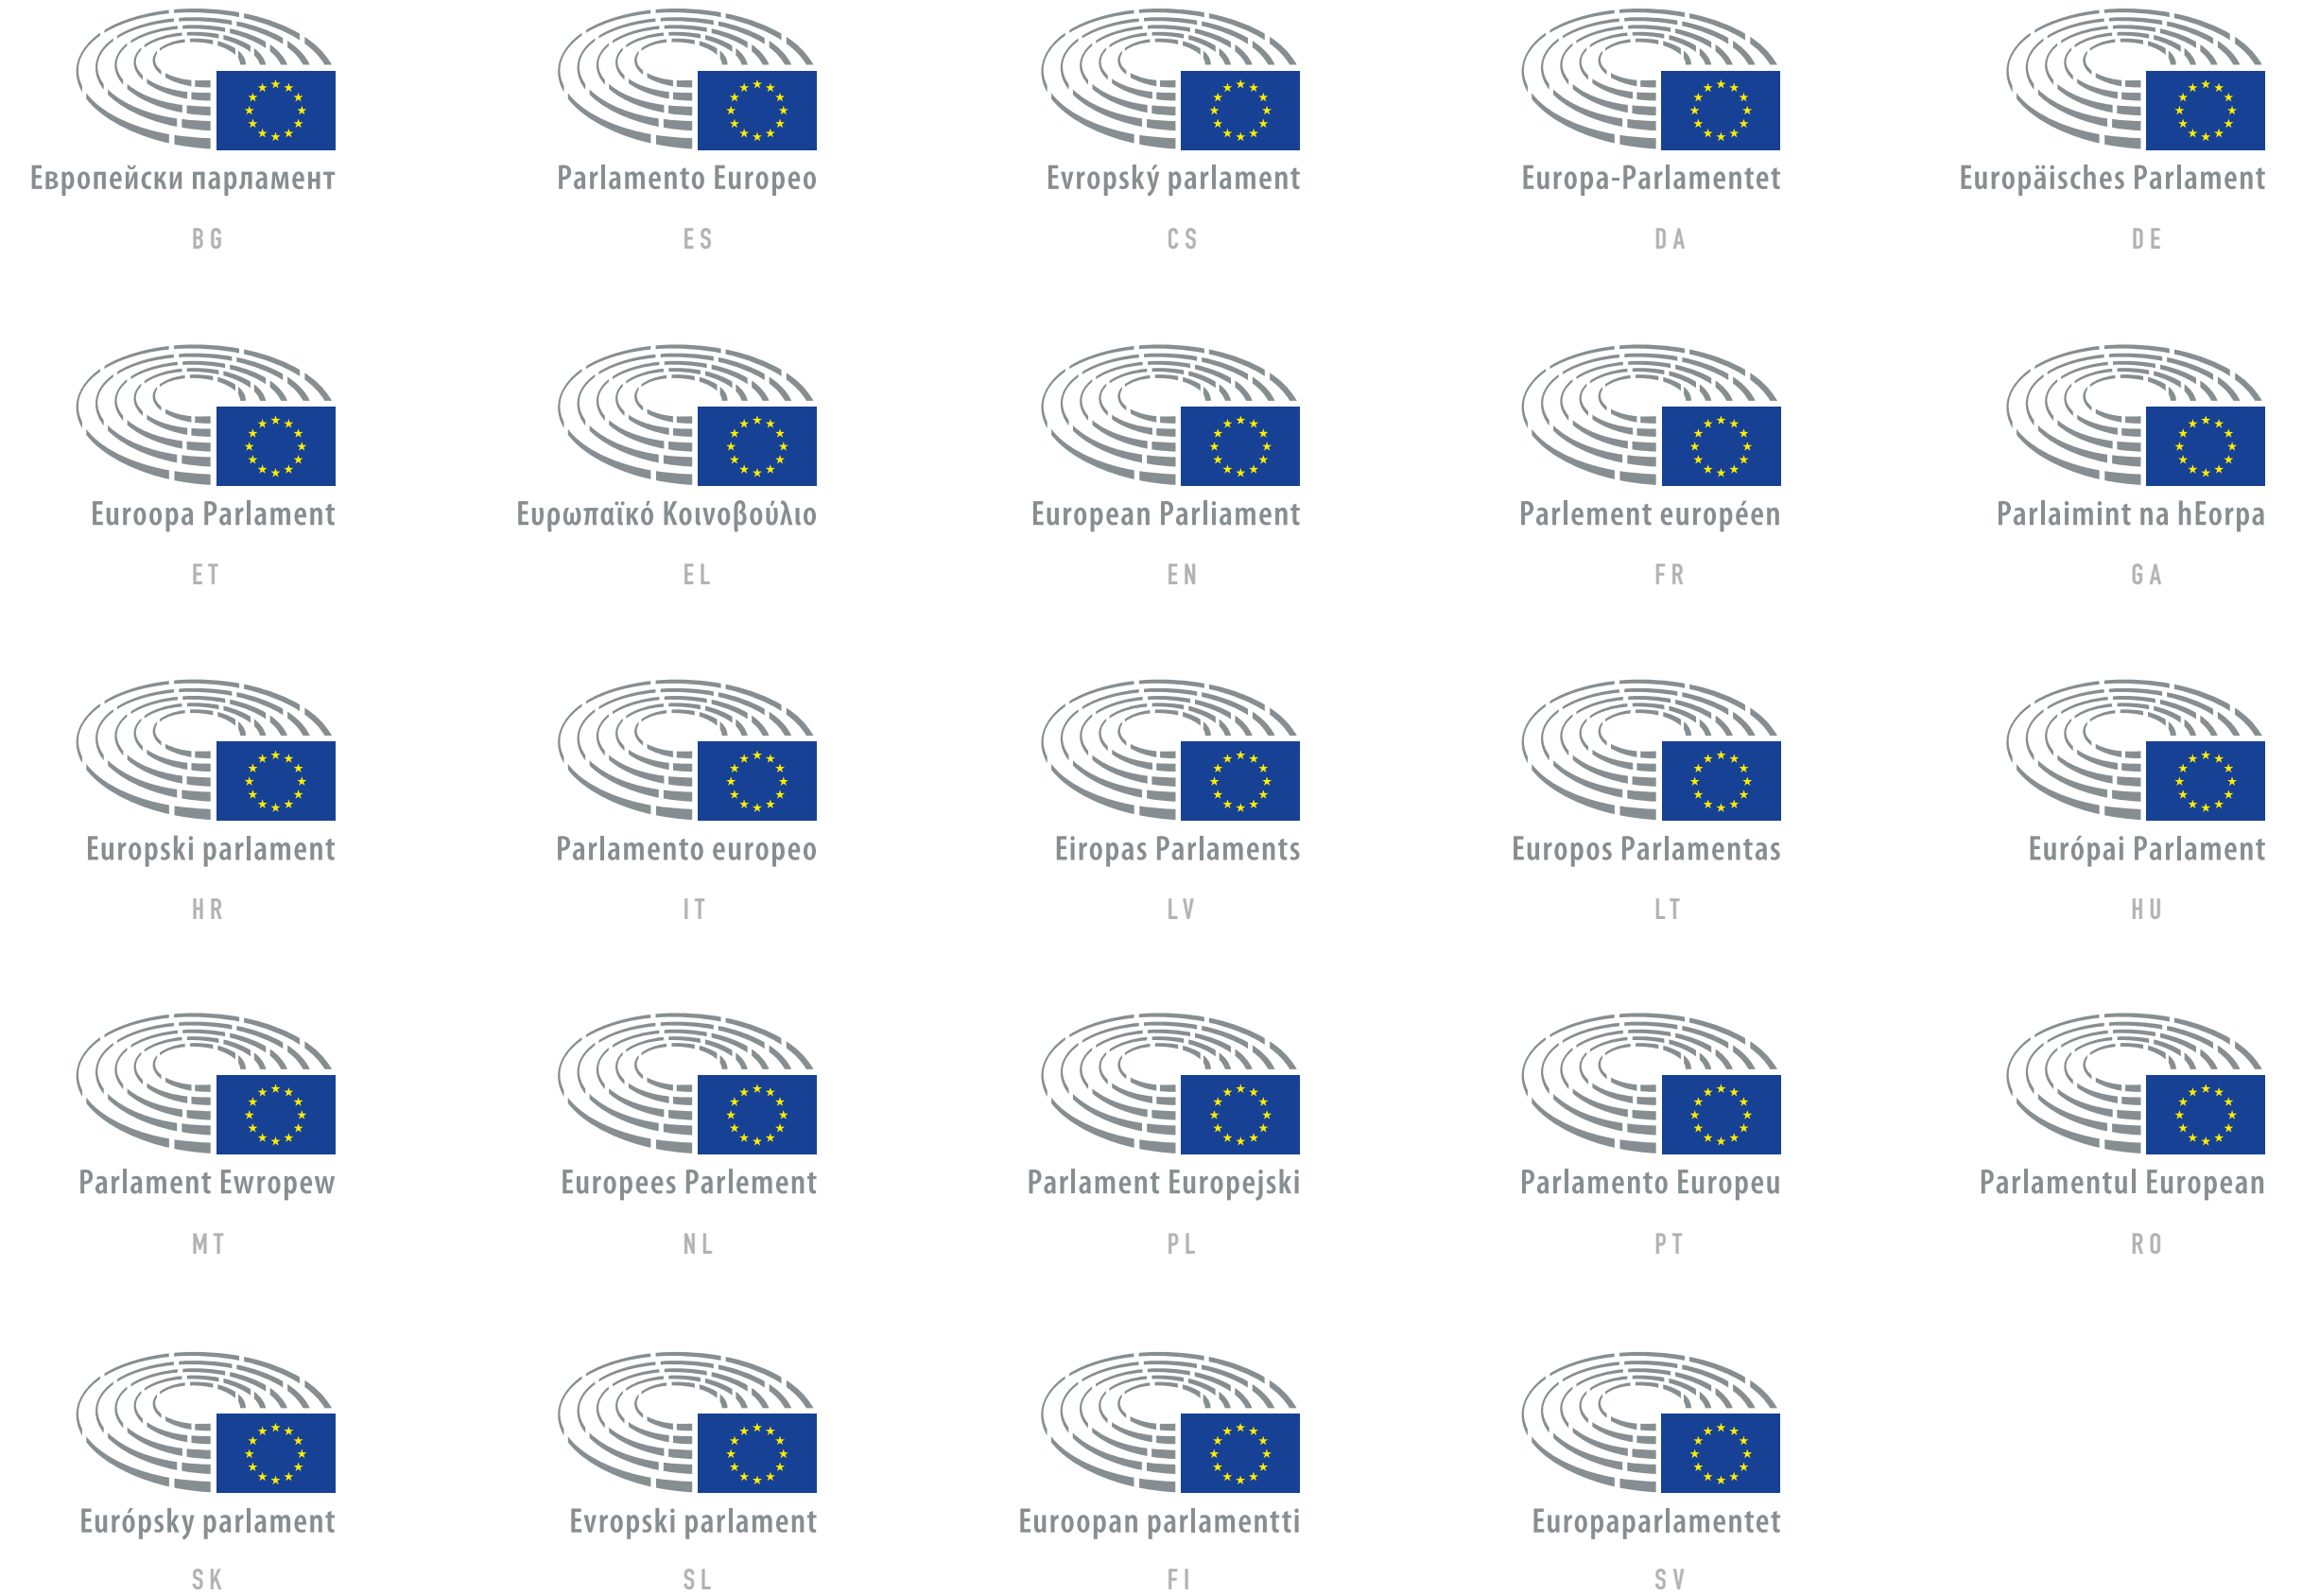 Европейски парламент
Parlamento Europeo
Evropský parlament
Europa-Parlamentet
Europäisches Parlament
BG
ES
CS
DA
DE
Euroopa Parlament
Ευρωπαϊκό Κοινοβούλιο
European Parliament
Parlement européen
Parlaimint na hEorpa
ET
EL
EN
FR
GA
Europski parlament
Parlamento europeo
Eiropas Parlaments
Europos Parlamentas
Európai Parlament
HR
IT
LV
LT
HU
Parlament Ewropew
Europees Parlement
Parlament Europejski
Parlamento Europeu
Parlamentul European
MT
NL
PL
PT
RO
Európsky parlament
Evropski parlament
Euroopan parlamentti
Europaparlamentet
SK
SL
FI
SV